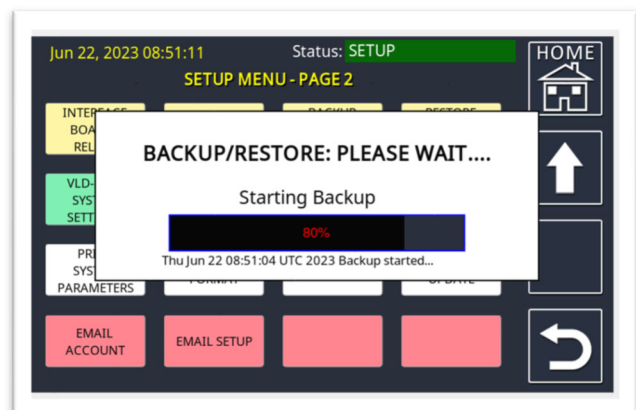 Jun 22, 2023 08:51:11
Status: SETUP
HOME
SETUP MENU - PAGE 2
BACKUP/RESTORE: PLEASE WAIT....
Starting Backup
80%
Thu Jun 22 08:51:04 UTC 2023 Backup started...
PARAMETERS
EMAIL
ACCOUNT
EMAIL SETUP